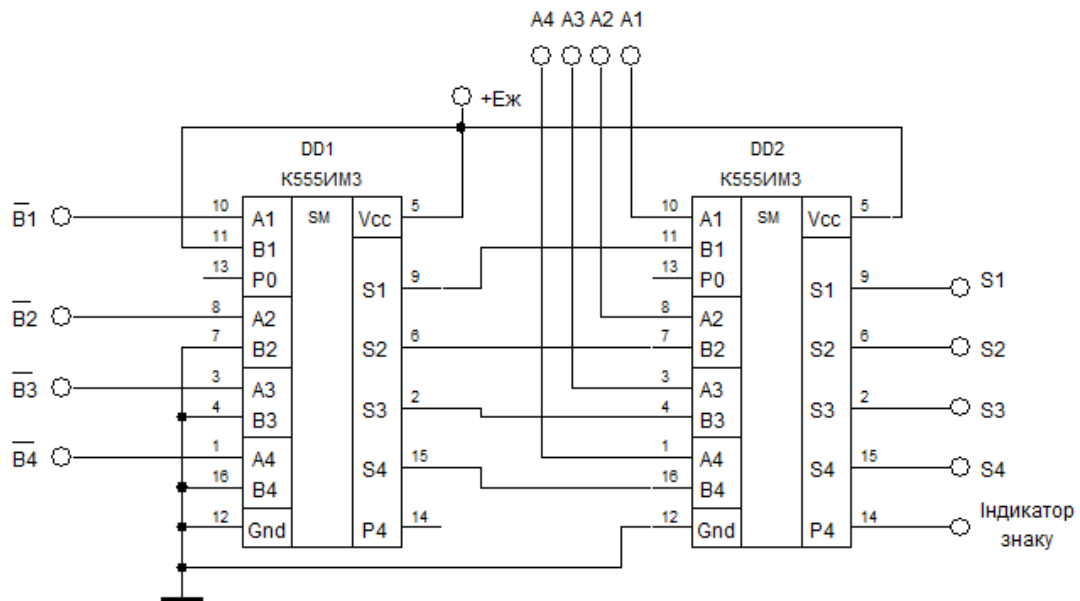 A4 A3 A2 A1
+Eж
DD1
К555ИМ3
DD2
К555ИМ3
B1
10 A1 SM Vcc 5
11 B1
13 P0
S1 9
B2
8 A2
7 B2
S2 6
B3
3 A3
4 B3
S3 2
B4
1 A4
16 B4
S4 15
12 Gnd
P4 14
10 A1 SM Vcc 5
11 B1
13 P0
S1 9 S1
8 A2
7 B2
S2 6 S2
3 A3
4 B3
S3 2 S3
1 A4
16 B4
S4 15 S4
12 Gnd
P4 14
Індикатор
знаку